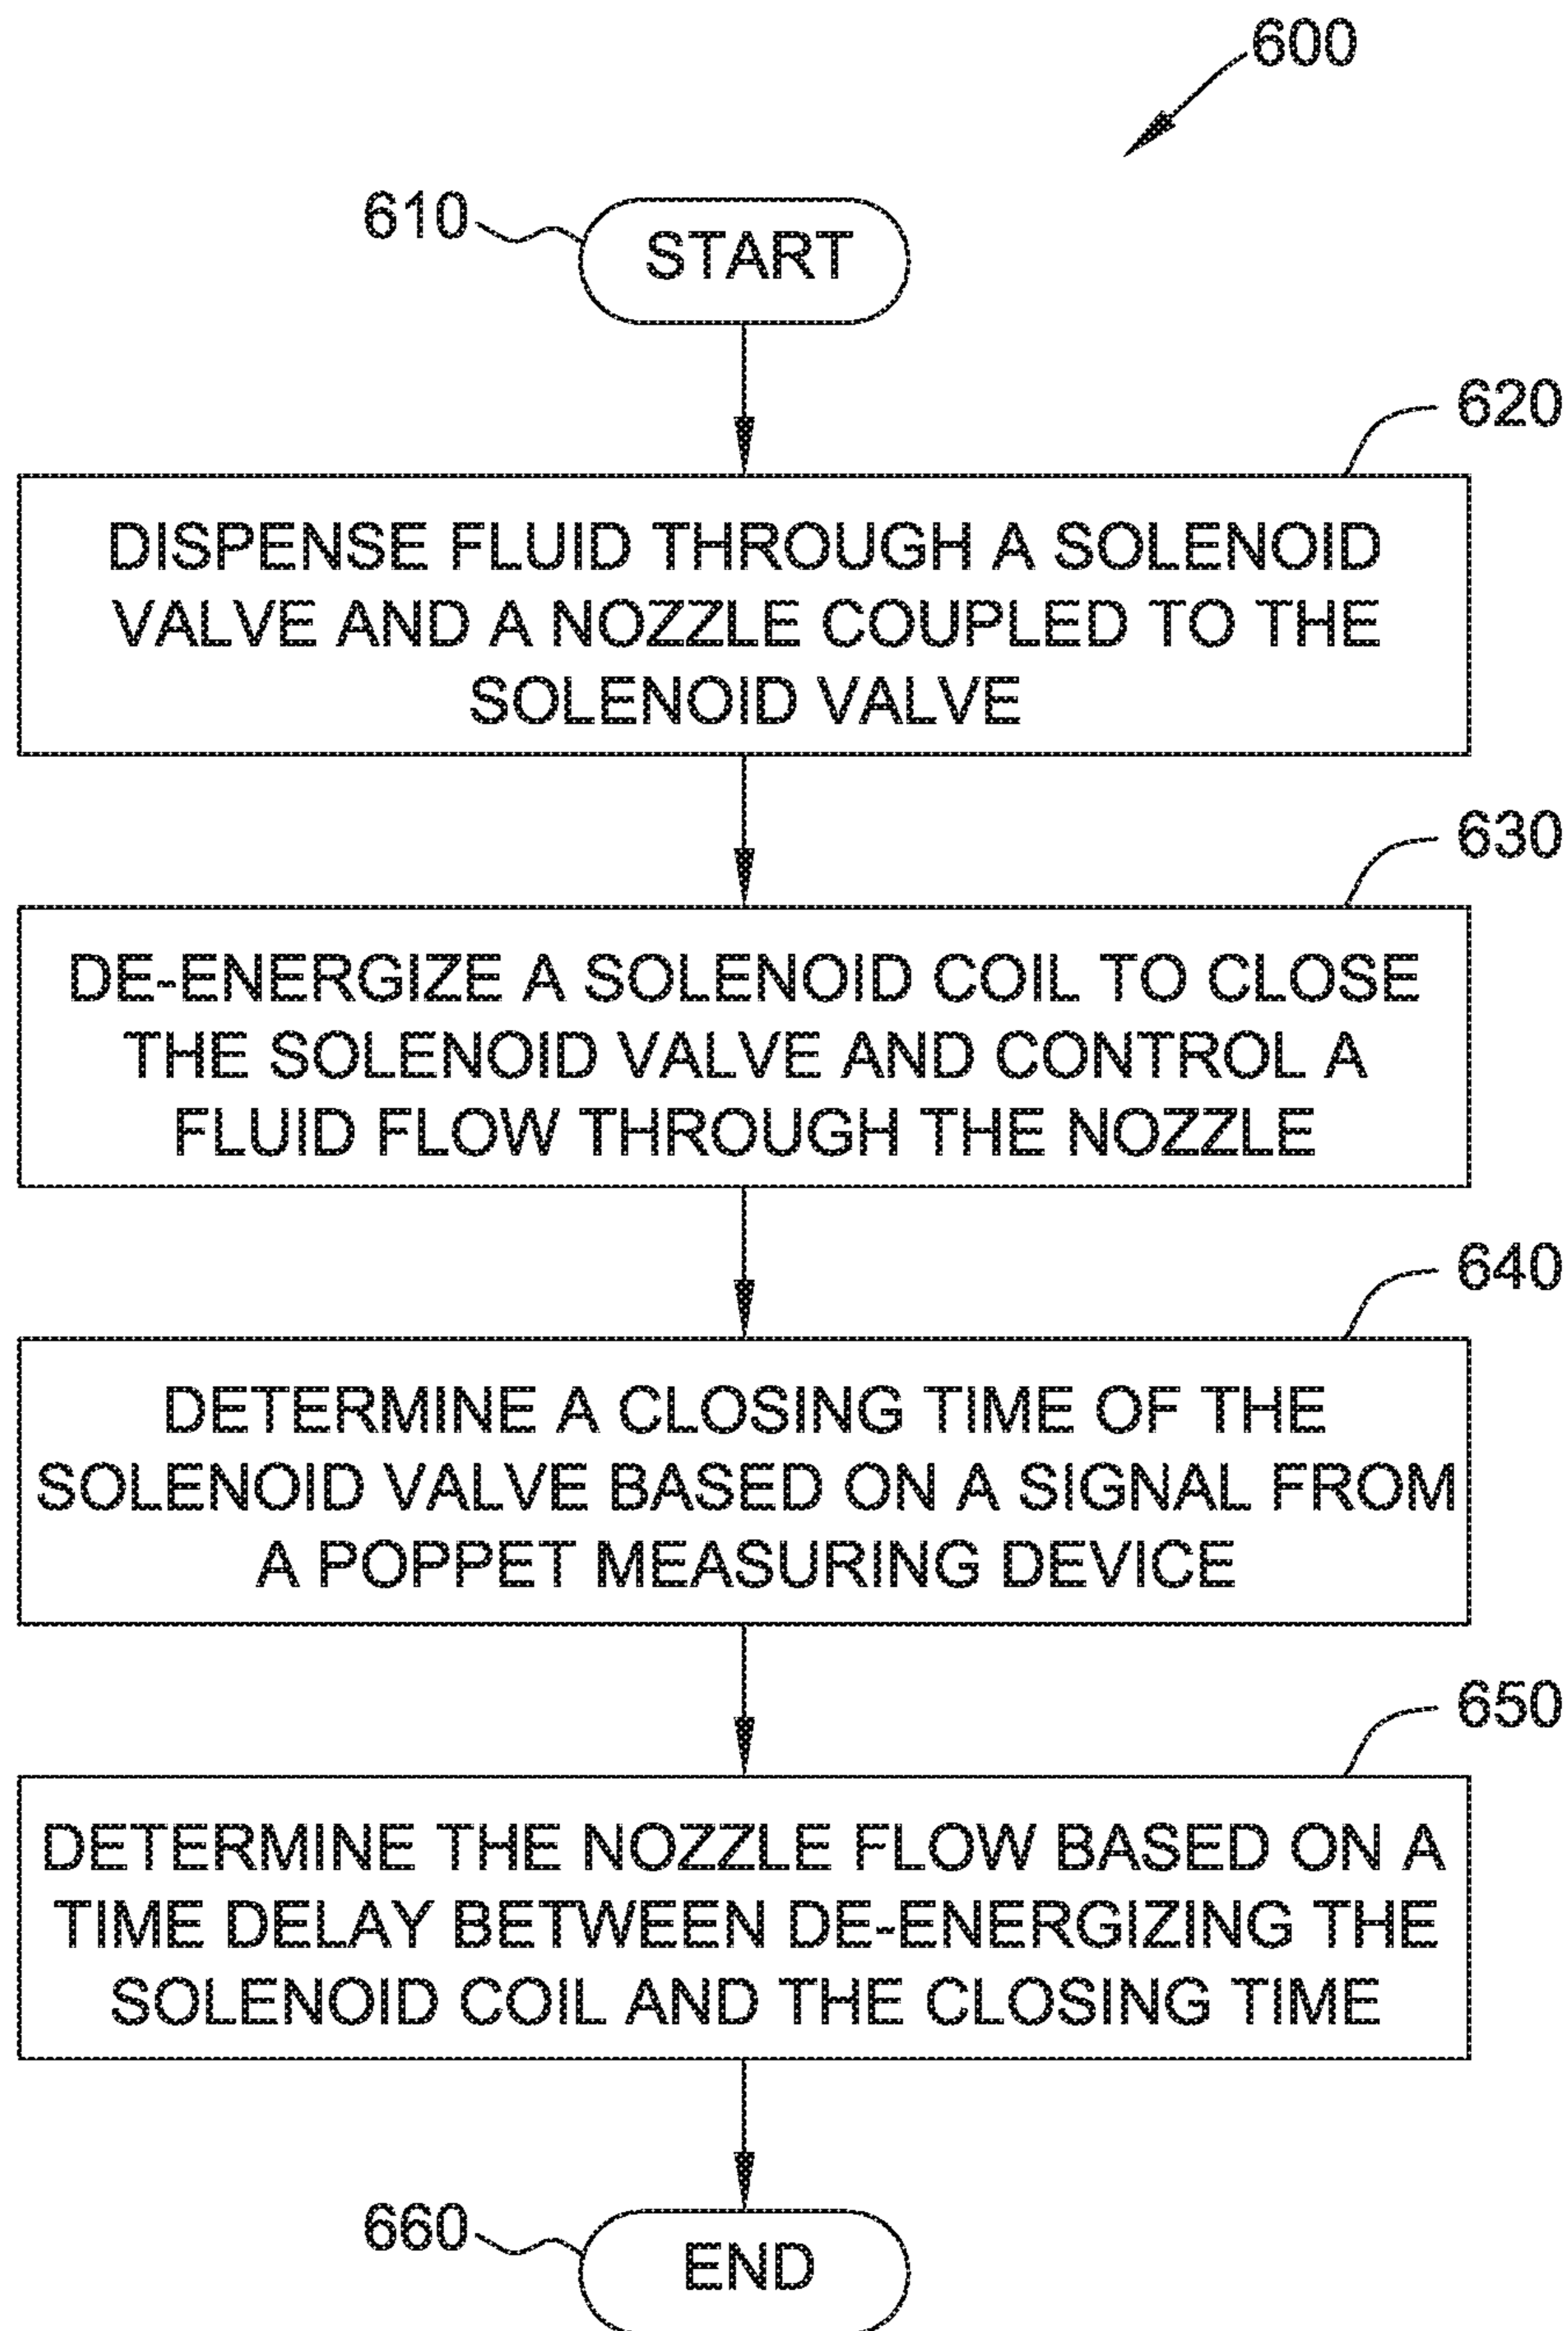 600
610
START
620
DISPENSE FLUID THROUGH A SOLENOID
VALVE AND A NOZZLE COUPLED TO THE
SOLENOID VALVE
630
DE-ENERGIZE A SOLENOID COIL TO CLOSE
THE SOLENOID VALVE AND CONTROL A
FLUID FLOW THROUGH THE NOZZLE
640
DETERMINE A CLOSING TIME OF THE
SOLENOID VALVE BASED ON A SIGNAL FROM
A POPPET MEASURING DEVICE
650
DETERMINE THE NOZZLE FLOW BASED ON A
TIME DELAY BETWEEN DE-ENERGIZING THE
SOLENOID COIL AND THE CLOSING TIME
660
END